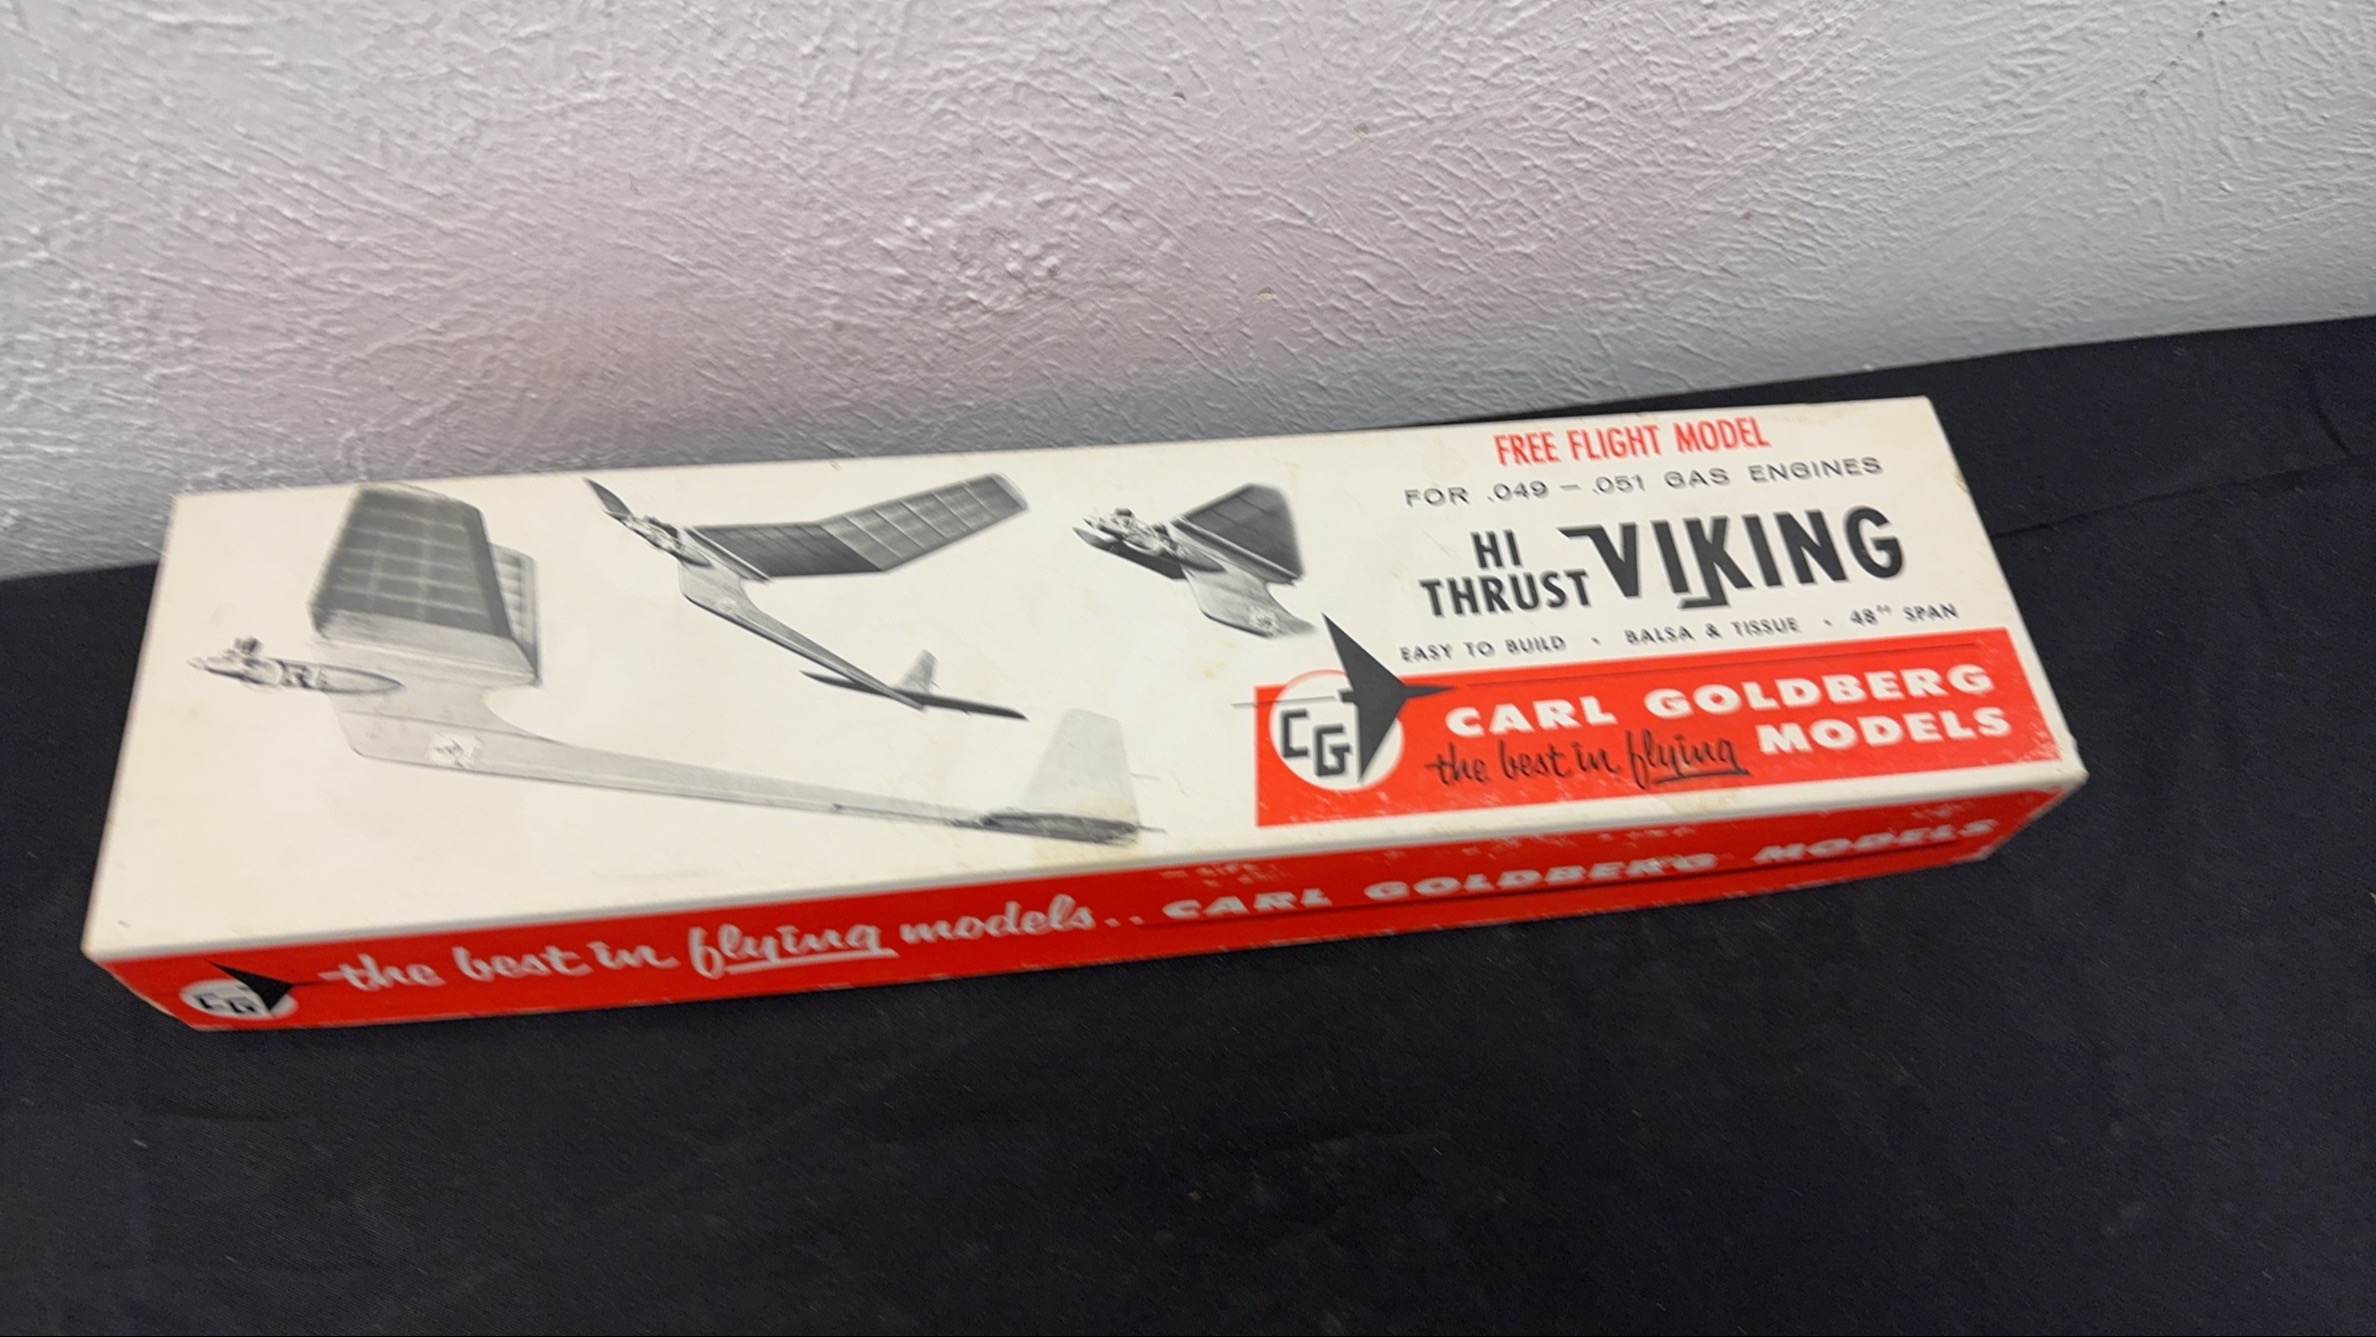 FREE FLIGHT MODEL
FOR .049 – .051 GAS ENGINES
HI THRUST VIKING
EASY TO BUILD · BALSA & TISSUE · 48" SPAN
CG
CARL GOLDBERG
the best in flying MODELS
CG the best in flying models.. CARL GOLDBERG MODELS